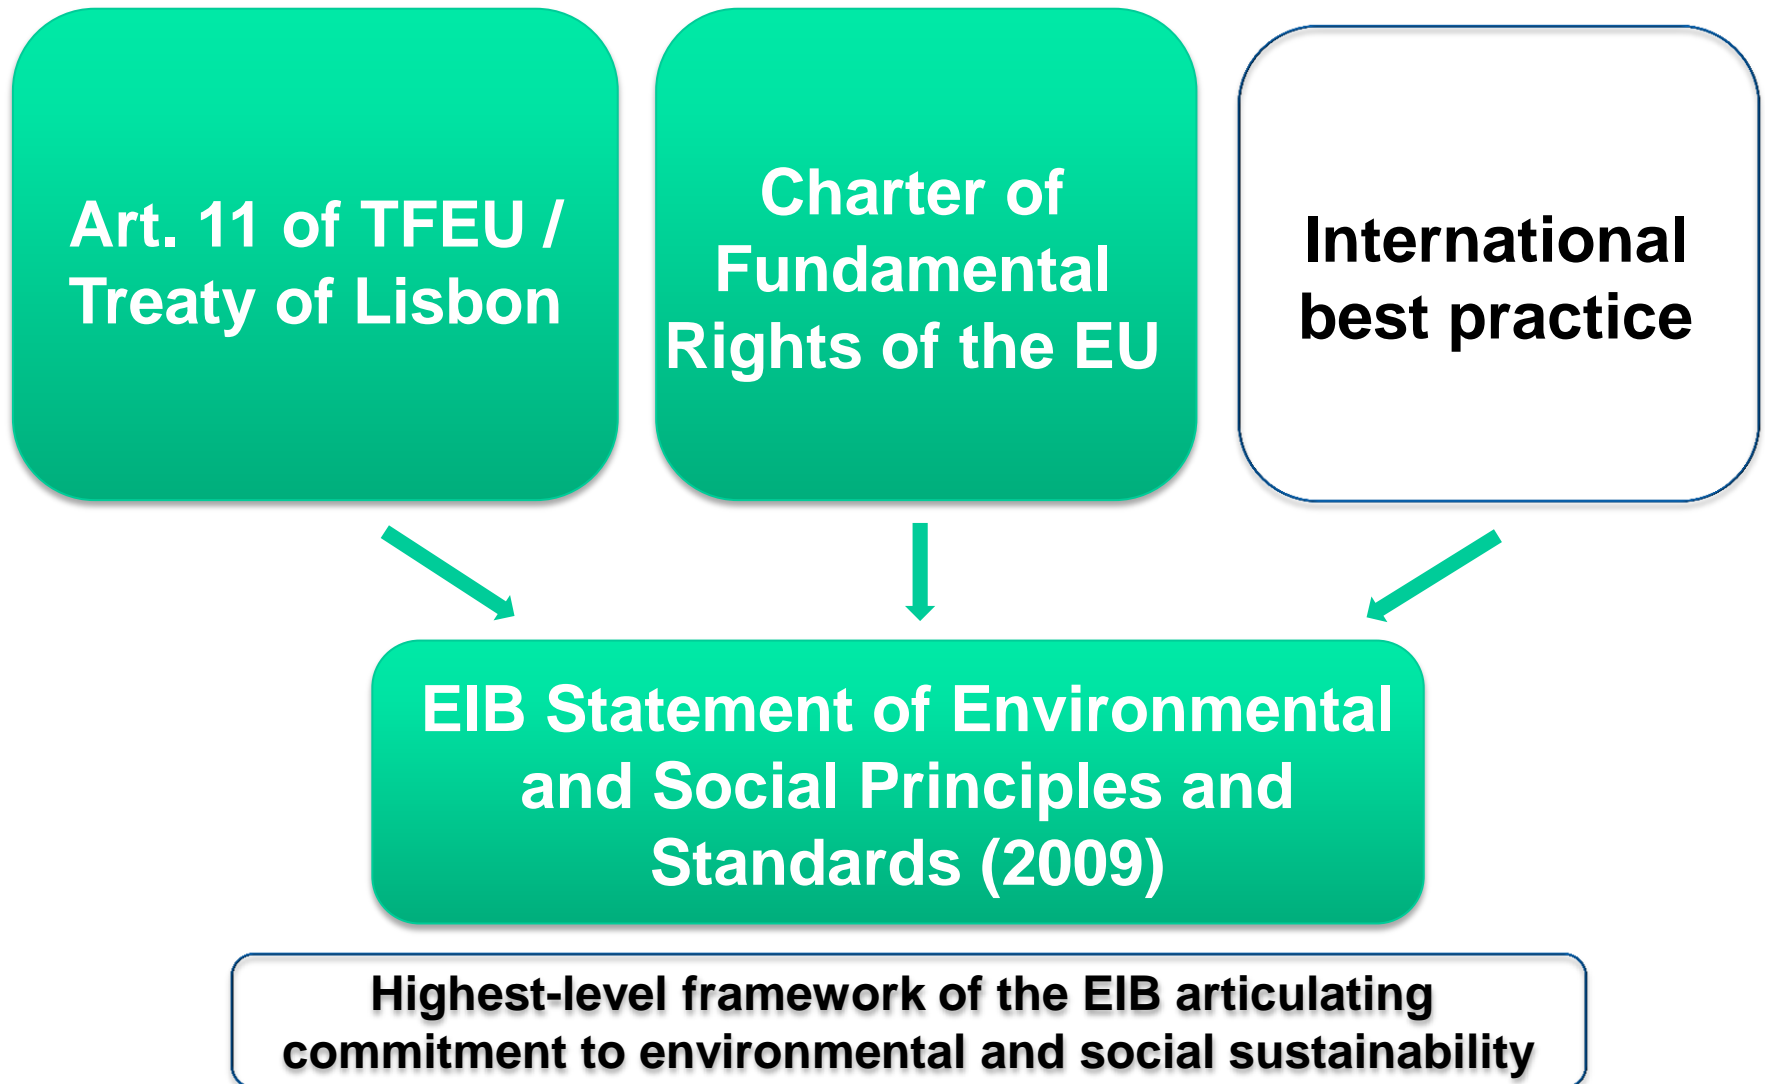 Art. 11 of TFEU /
Treaty of Lisbon
Charter of
Fundamental
Rights of the EU
International
best practice
EIB Statement of Environmental
and Social Principles and
Standards (2009)
Highest-level framework of the EIB articulating
commitment to environmental and social sustainability